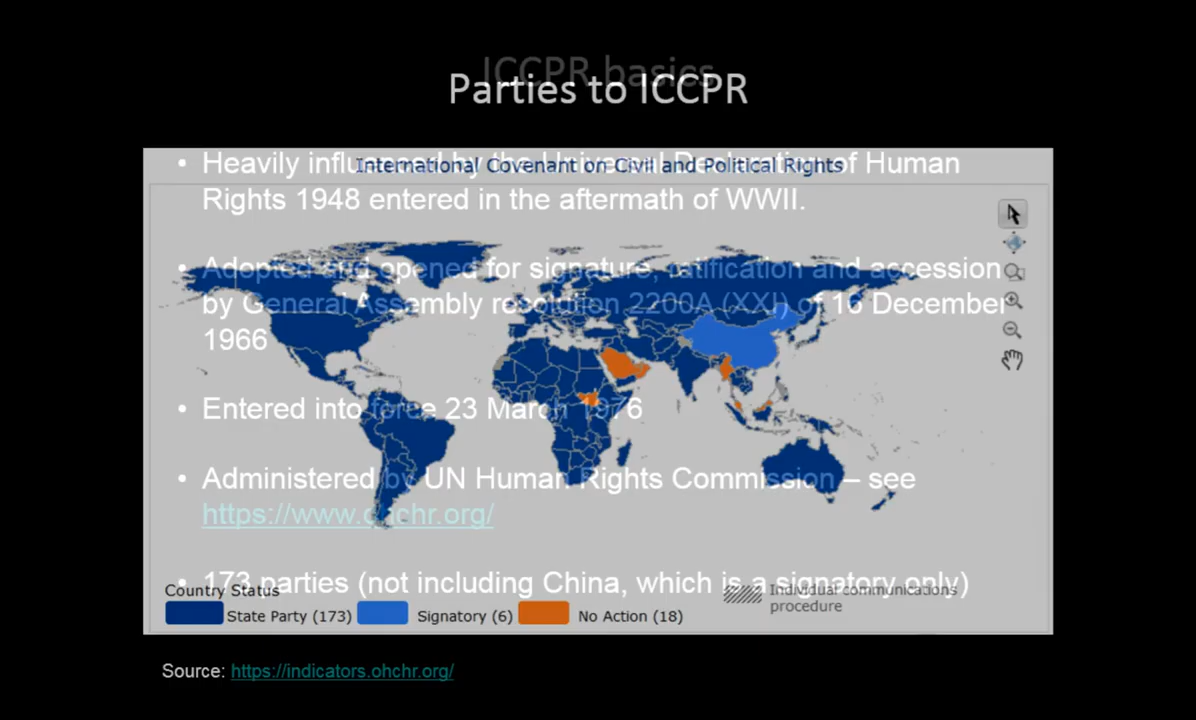 ICCPR basics
Parties to ICCPR
International Covenant on Civil and Political Rights
• Heavily influenced by the Universal Declaration of Human
Rights 1948 entered in the aftermath of WWII.
• Adopted and opened for signature, ratification and accession
by General Assembly resolution 2200A (XXI) of 16 December
1966
• Entered into force 23 March 1976
• Administered by UN Human Rights Commission – see
https://www.ohchr.org/
• 173 parties (not including China, which is a signatory only)
Country Status
State Party (173) Signatory (6) No Action (18)
Individual communications
procedure
Source: https://indicators.ohchr.org/